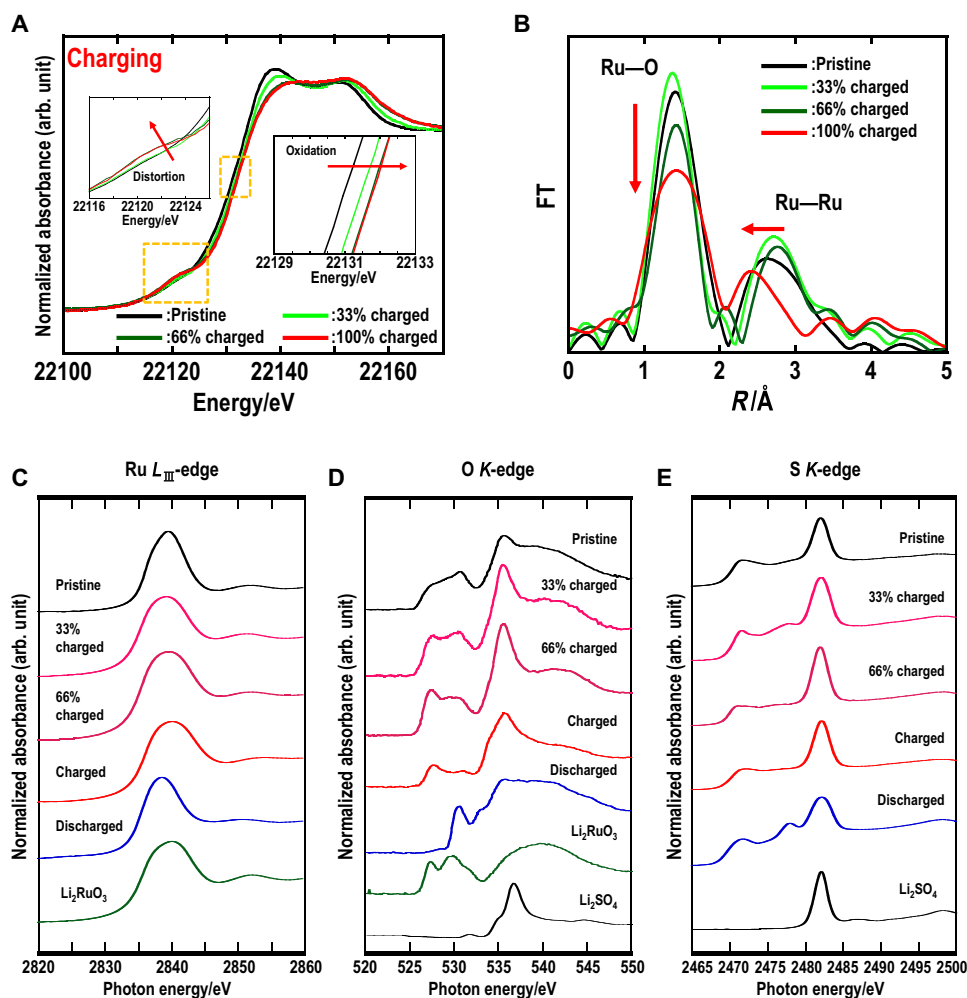 A
Charging
Normalized absorbance (arb. unit)
Distortion
22116 22120 22124
Energy/eV
Oxidation
22129 22131 22133
Energy/eV
:Pristine :33% charged
:66% charged :100% charged
22100 22120 22140 22160
Energy/eV
B
Ru—O
:Pristine
:33% charged
:66% charged
:100% charged
Ru—Ru
FT
0 1 2 3 4 5
R/Å
C
Ru LⅢ-edge
Normalized absorbance (arb. unit)
Pristine
33%
charged
66%
charged
Charged
Discharged
Li2RuO3
2820 2830 2840 2850 2860
Photon energy/eV
D
O K-edge
Normalized absorbance (arb. unit)
Pristine
33% charged
66% charged
Charged
Discharged
Li2RuO3
Li2SO4
520 525 530 535 540 545 550
Photon energy/eV
E
S K-edge
Normalized absorbance (arb. unit)
Pristine
33% charged
66% charged
Charged
Discharged
Li2SO4
2465 2470 2475 2480 2485 2490 2495 2500
Photon energy/eV